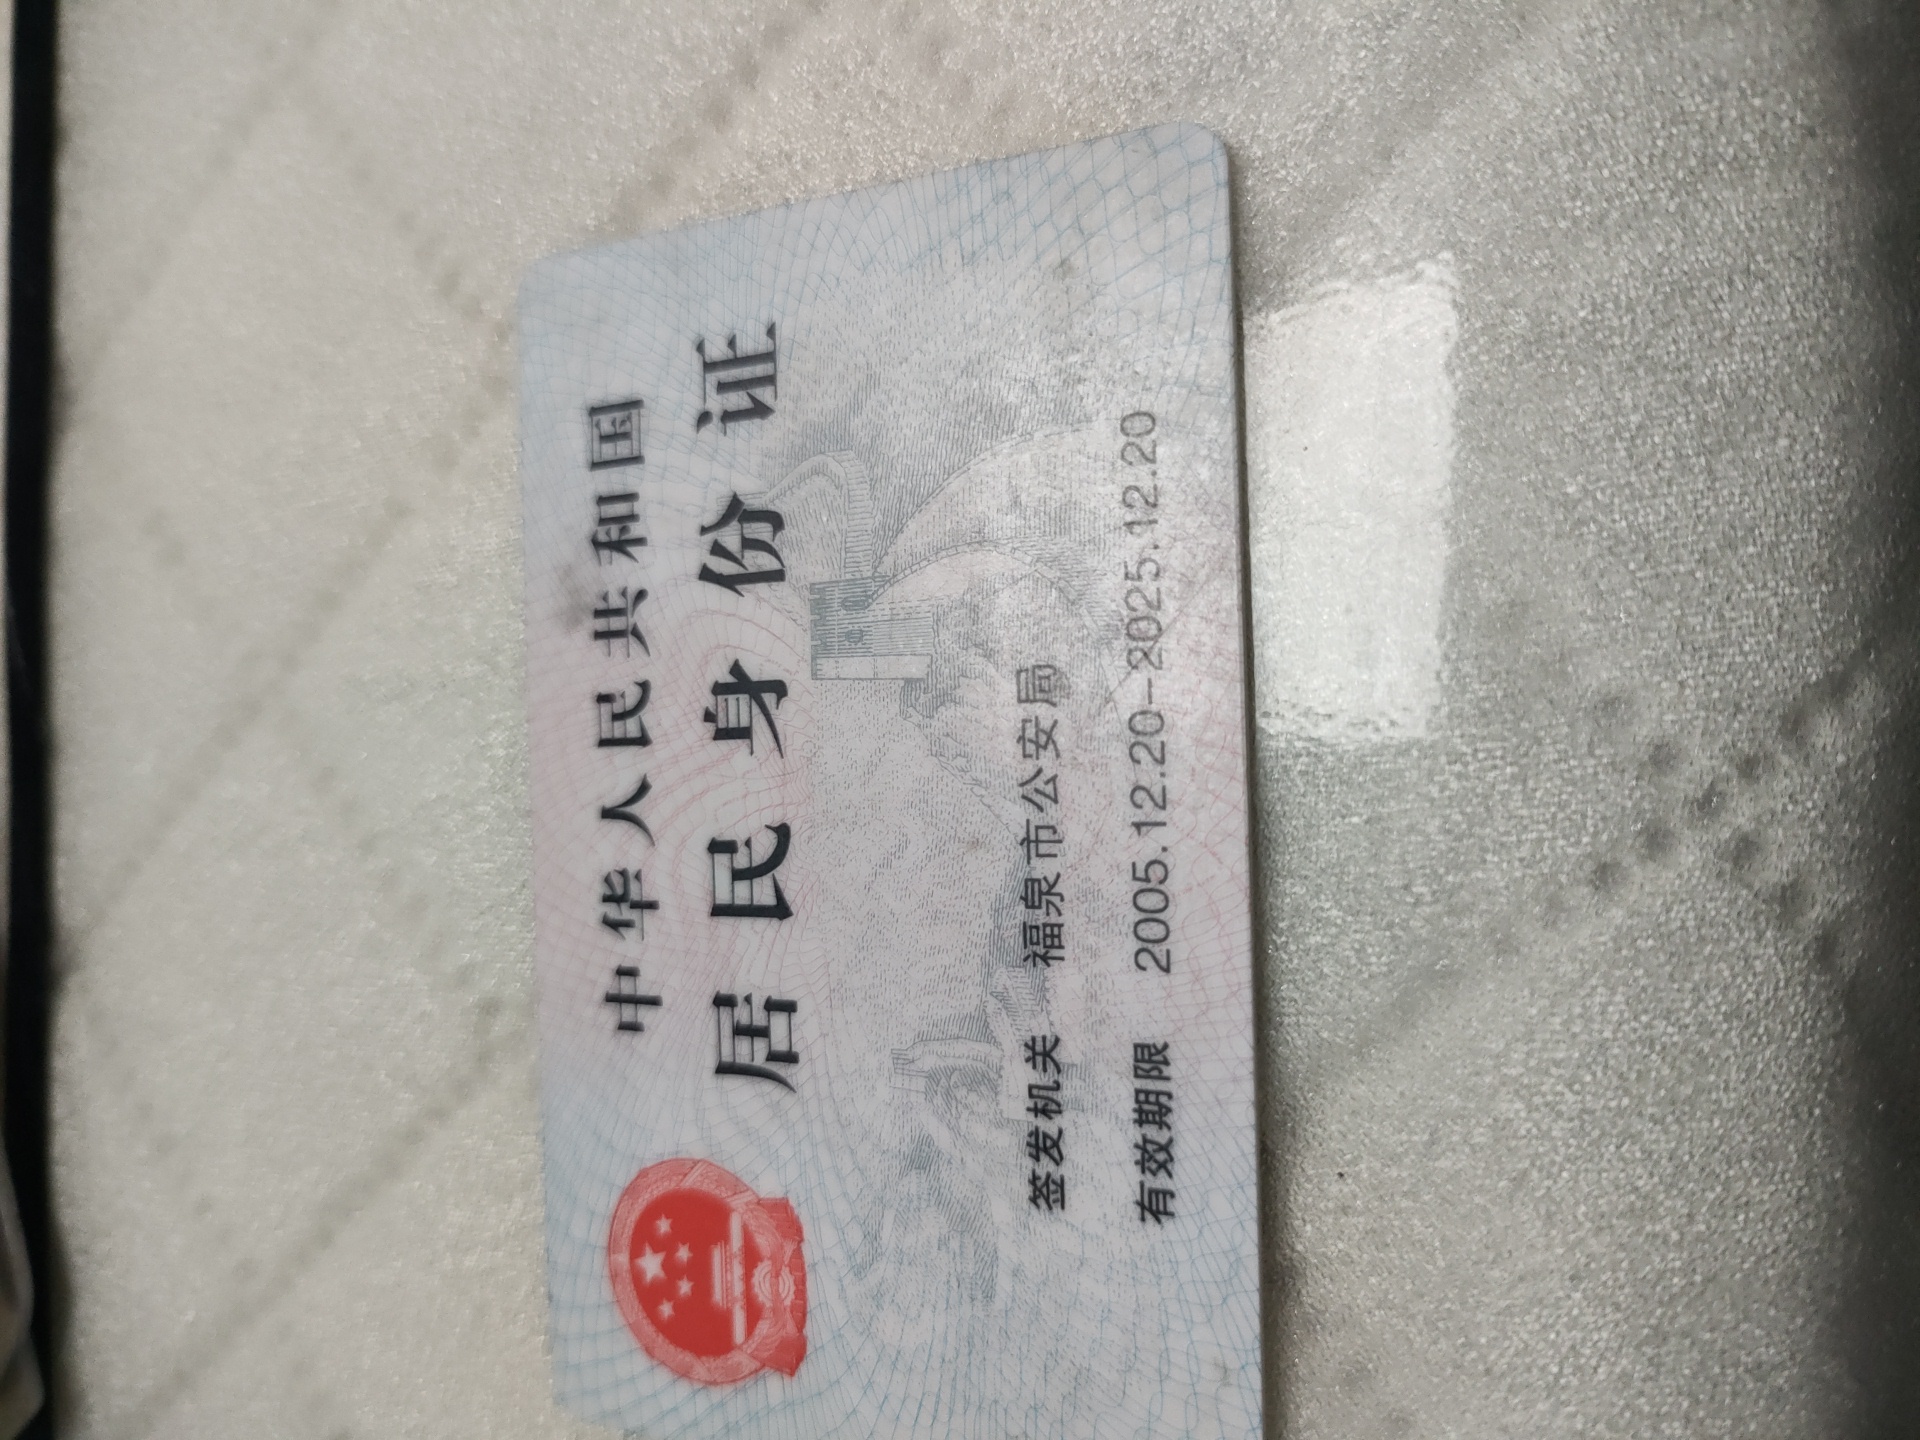 中华人民共和国
居民身份证
签发机关 福泉市公安局
有效期限 2005.12.20-2025.12.20